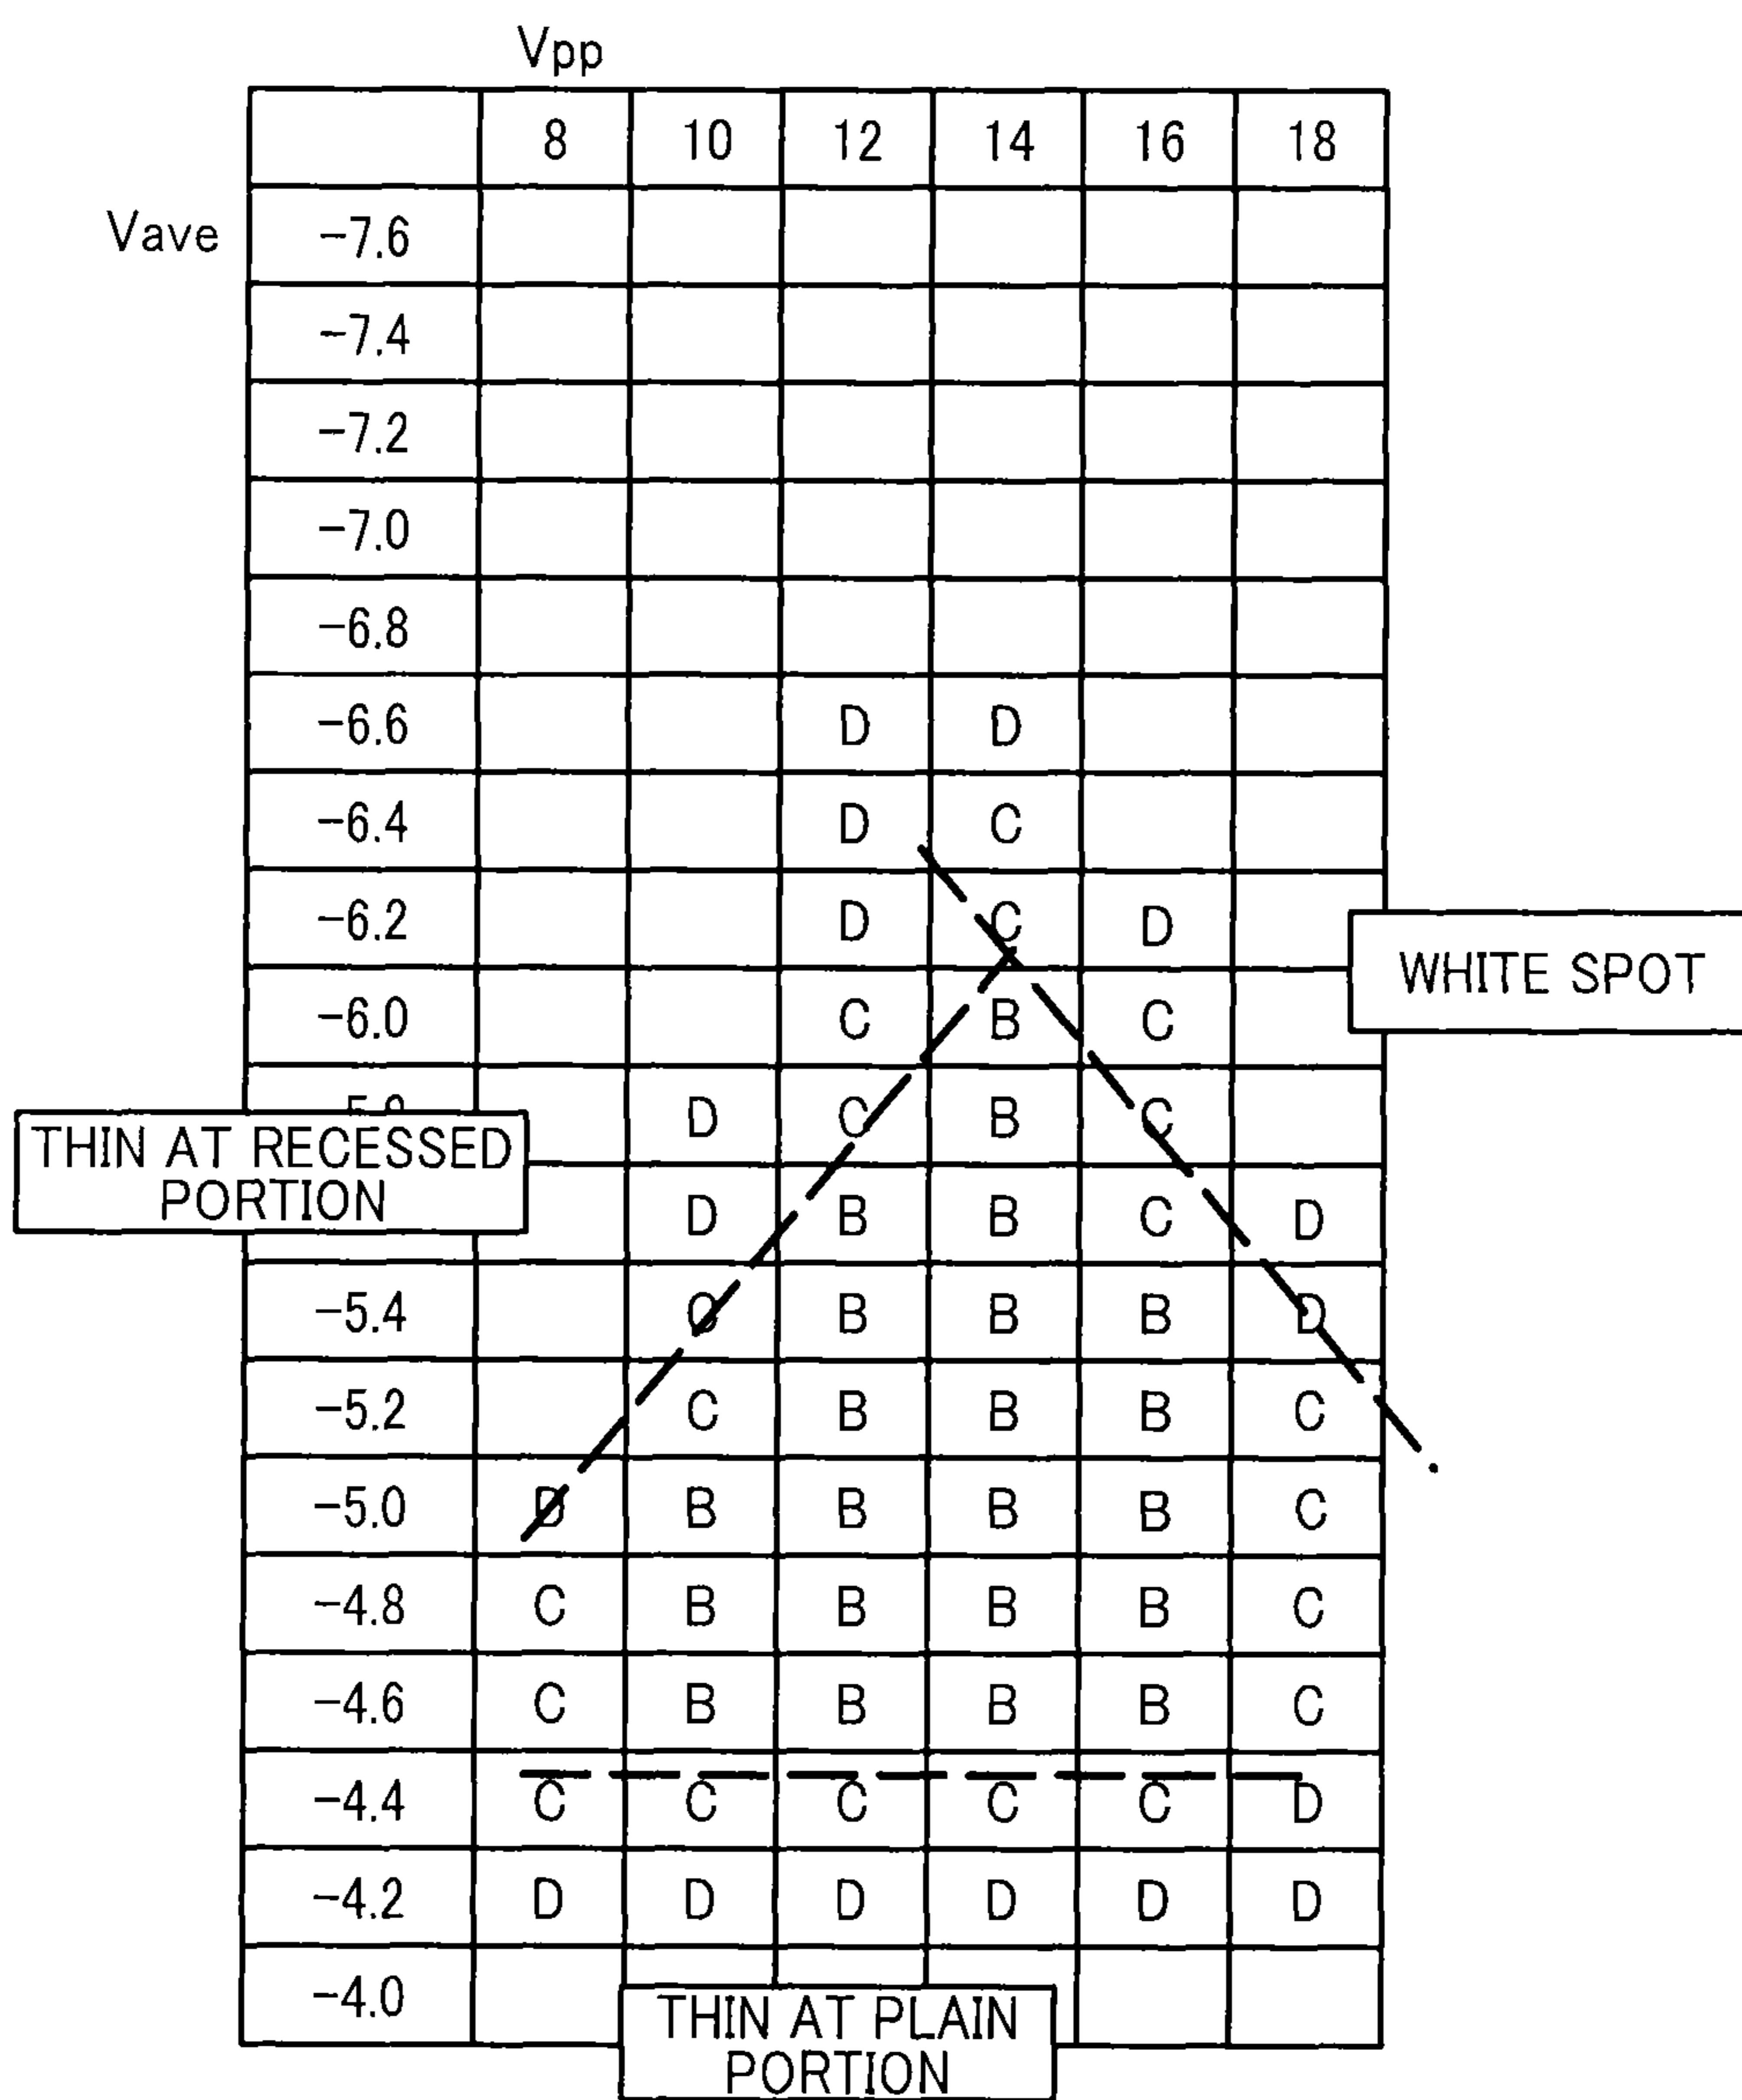 Vpp
8 10 12 14 16 18
Vave -7.6
-7.4
-7.2
-7.0
-6.8
-6.6 D D
-6.4 D C
-6.2 D C D
WHITE SPOT
-6.0 C B C
D C B C
THIN AT RECESSED
PORTION
D B B C D
-5.4 C B B B D
-5.2 C B B B C
-5.0 D B B B B C
-4.8 C B B B B C
-4.6 C B B B B C
-4.4 C C C C C D
-4.2 D D D D D D
-4.0
THIN AT PLAIN
PORTION